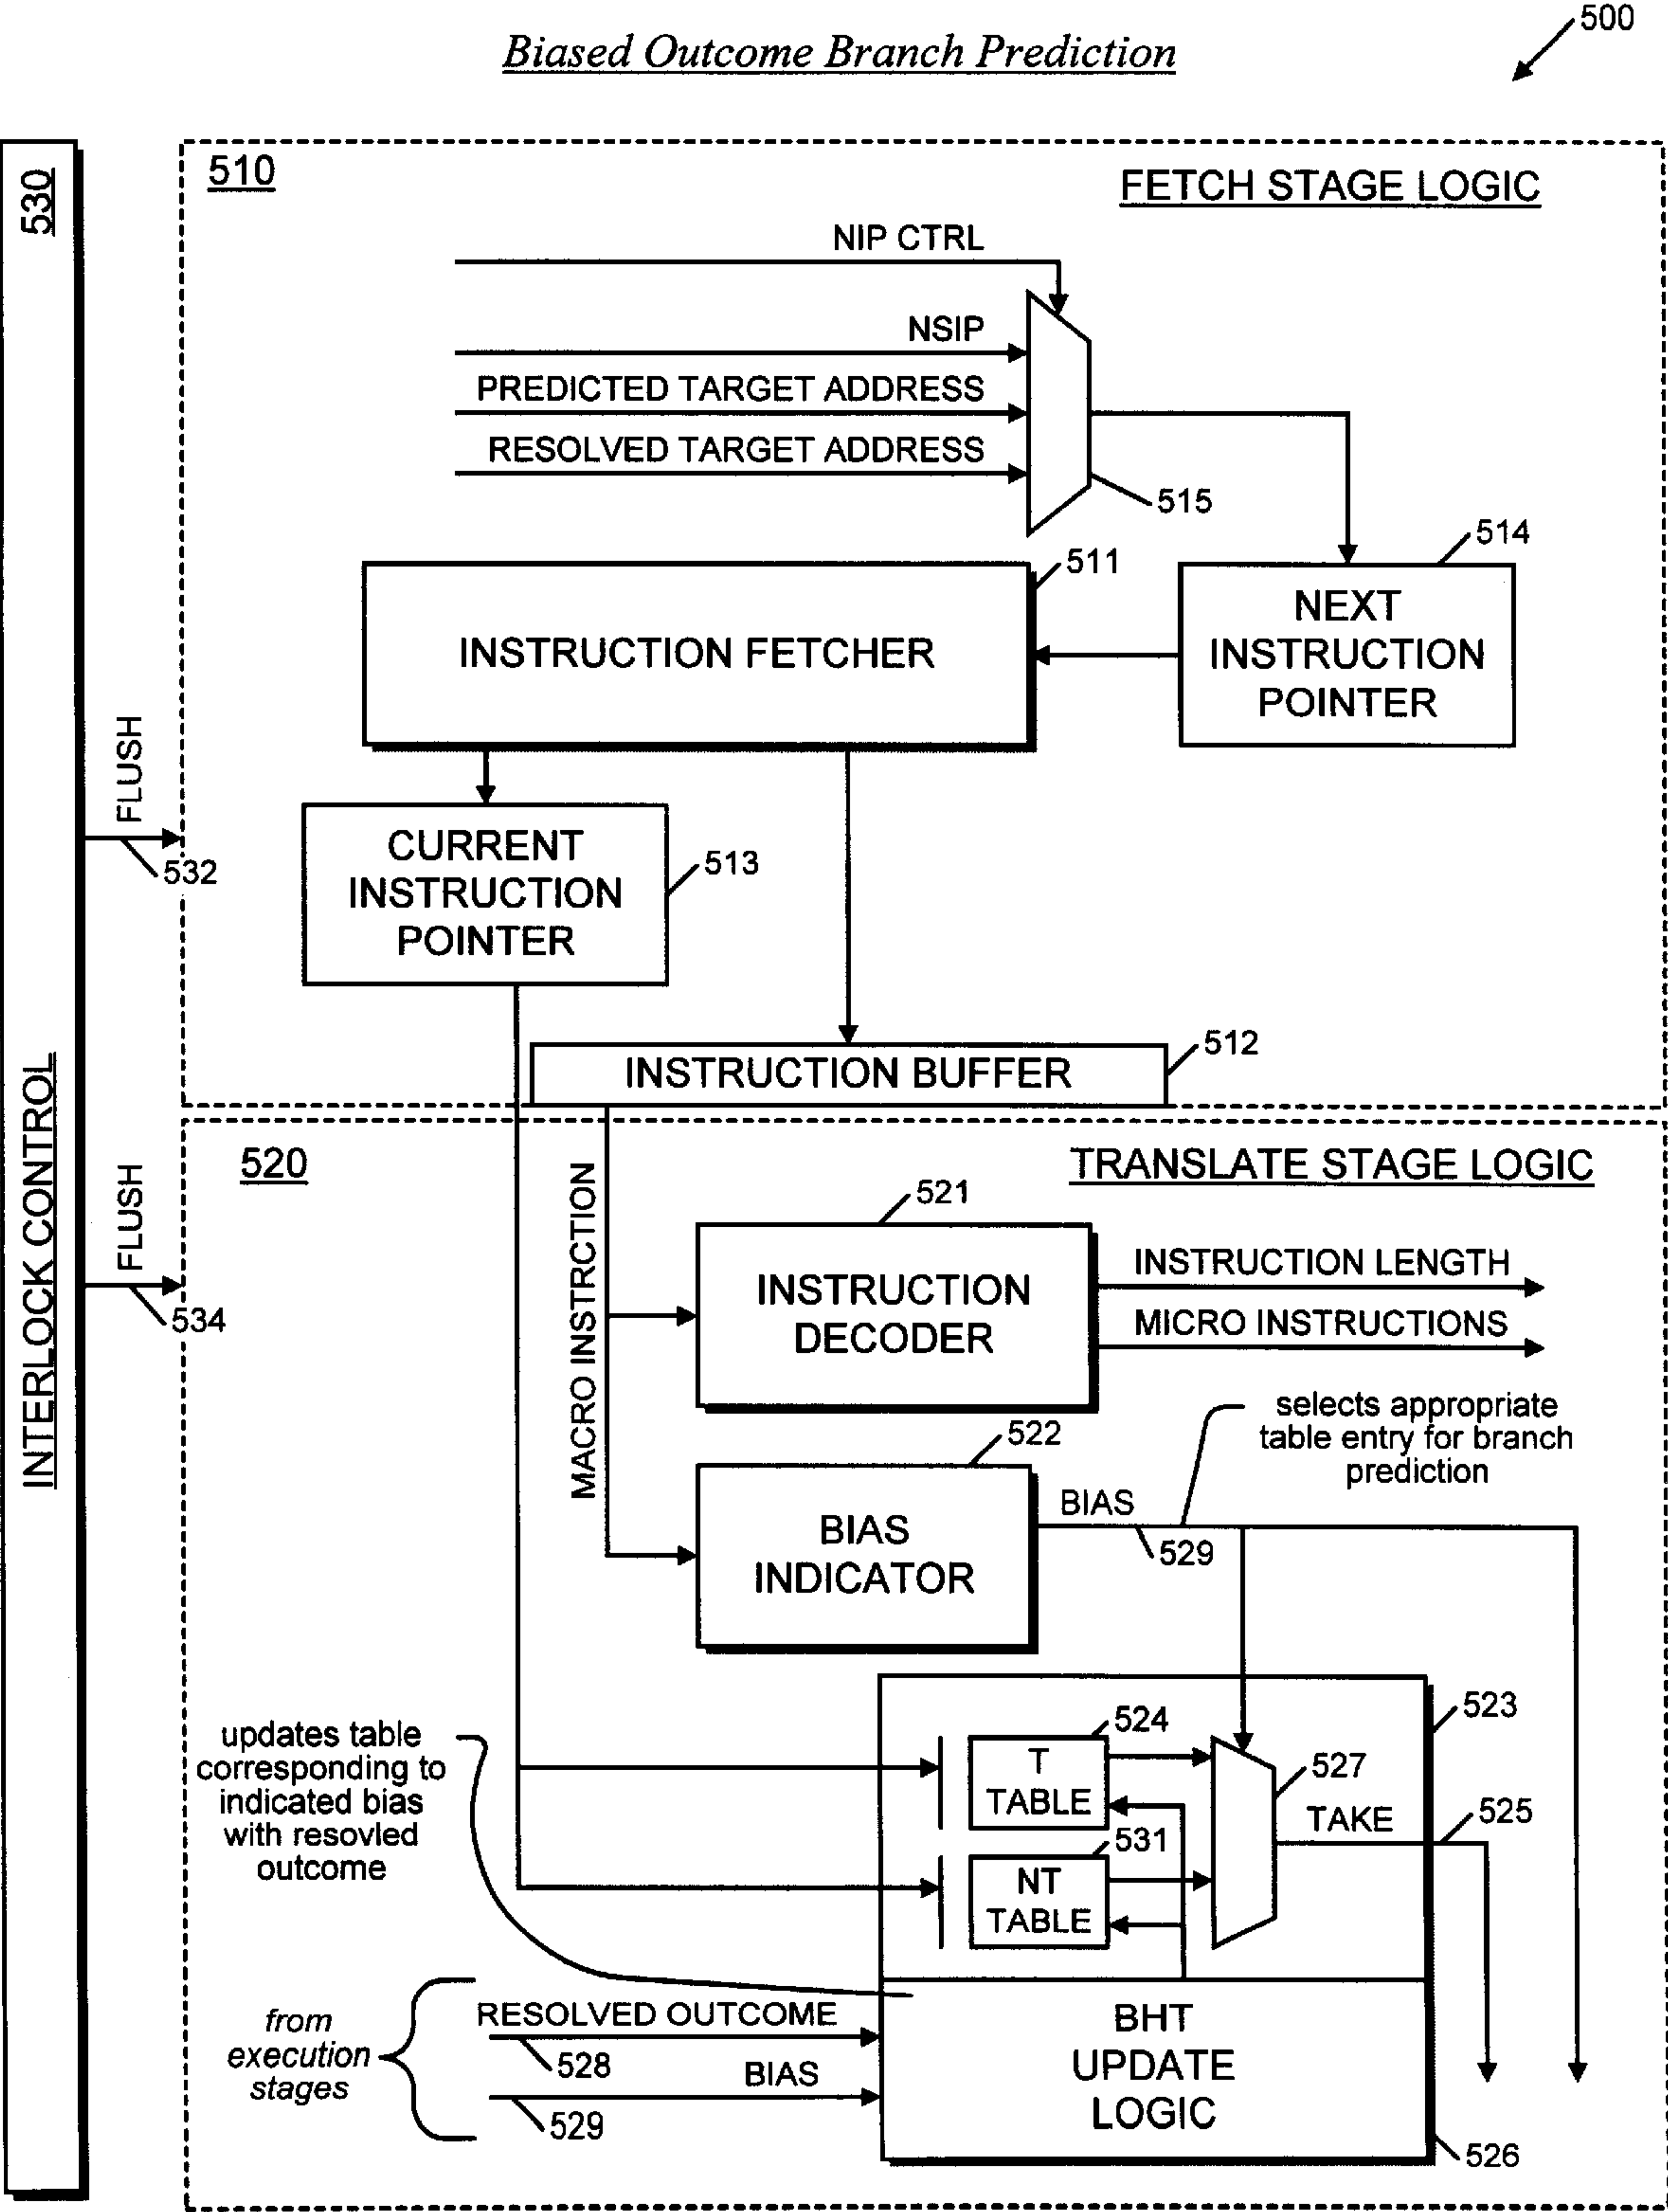 500
Biased Outcome Branch Prediction
530
INTERLOCK CONTROL
510
FETCH STAGE LOGIC
NIP CTRL
NSIP
PREDICTED TARGET ADDRESS
RESOLVED TARGET ADDRESS
515
514
511
INSTRUCTION FETCHER
NEXT
INSTRUCTION
POINTER
FLUSH
532
CURRENT
INSTRUCTION
POINTER
513
512
INSTRUCTION BUFFER
520
TRANSLATE STAGE LOGIC
FLUSH
534
MACRO INSTRCTION
521
INSTRUCTION
DECODER
INSTRUCTION LENGTH
MICRO INSTRUCTIONS
selects appropriate
table entry for branch
prediction
522
BIAS
INDICATOR
BIAS
529
523
updates table
corresponding to
indicated bias
with resovled
outcome
524
T
TABLE
527
TAKE
525
531
NT
TABLE
from
execution
stages
RESOLVED OUTCOME
528
BIAS
529
BHT
UPDATE
LOGIC
526